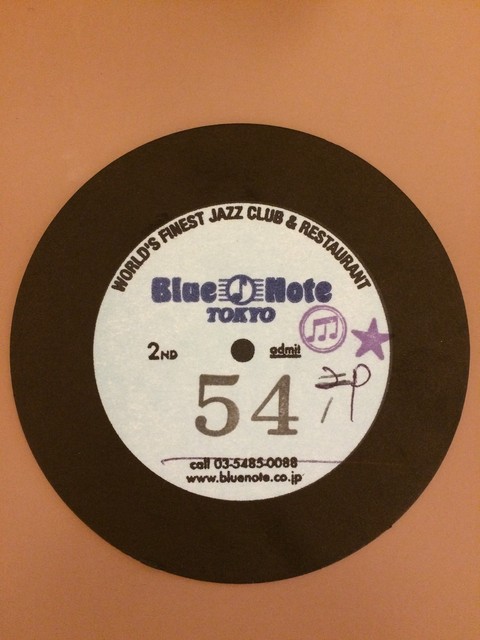 WORLD'S FINEST JAZZ CLUB & RESTAURANT
Blue Note
TOKYO
2ND admit
54
call 03-5485-0088
www.bluenote.co.jp